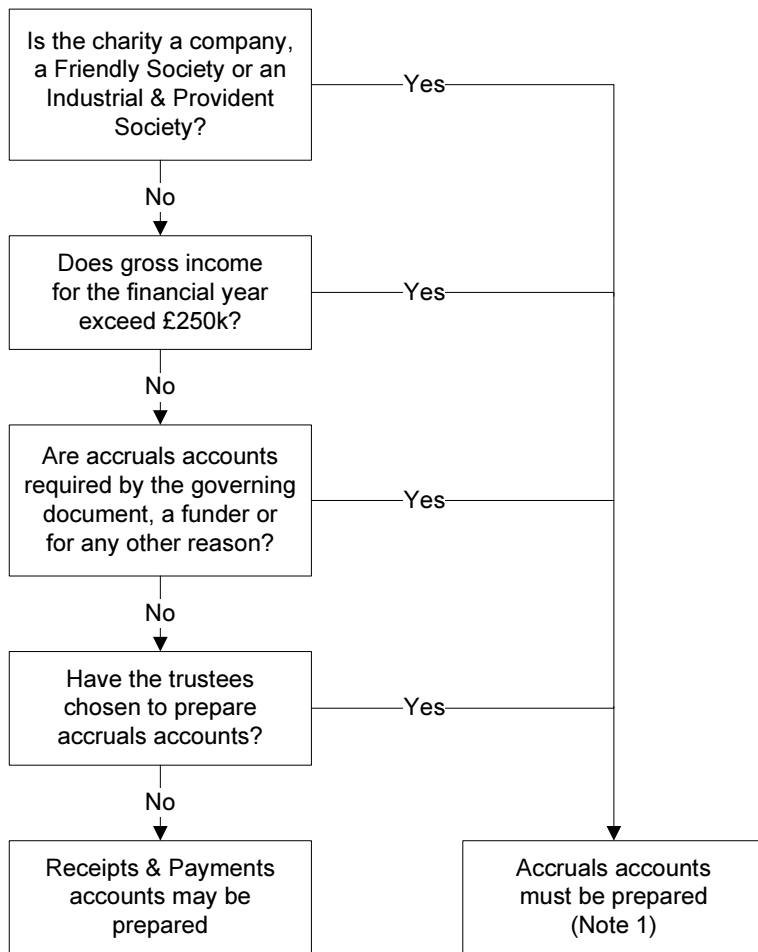 Is the charity a company,
a Friendly Society or an
Industrial & Provident
Society?
Yes
No
Does gross income
for the financial year
exceed £250k?
Yes
No
Are accruals accounts
required by the governing
document, a funder or
for any other reason?
Yes
No
Have the trustees
chosen to prepare
accruals accounts?
Yes
No
Receipts & Payments
accounts may be
prepared
Accruals accounts
must be prepared
(Note 1)